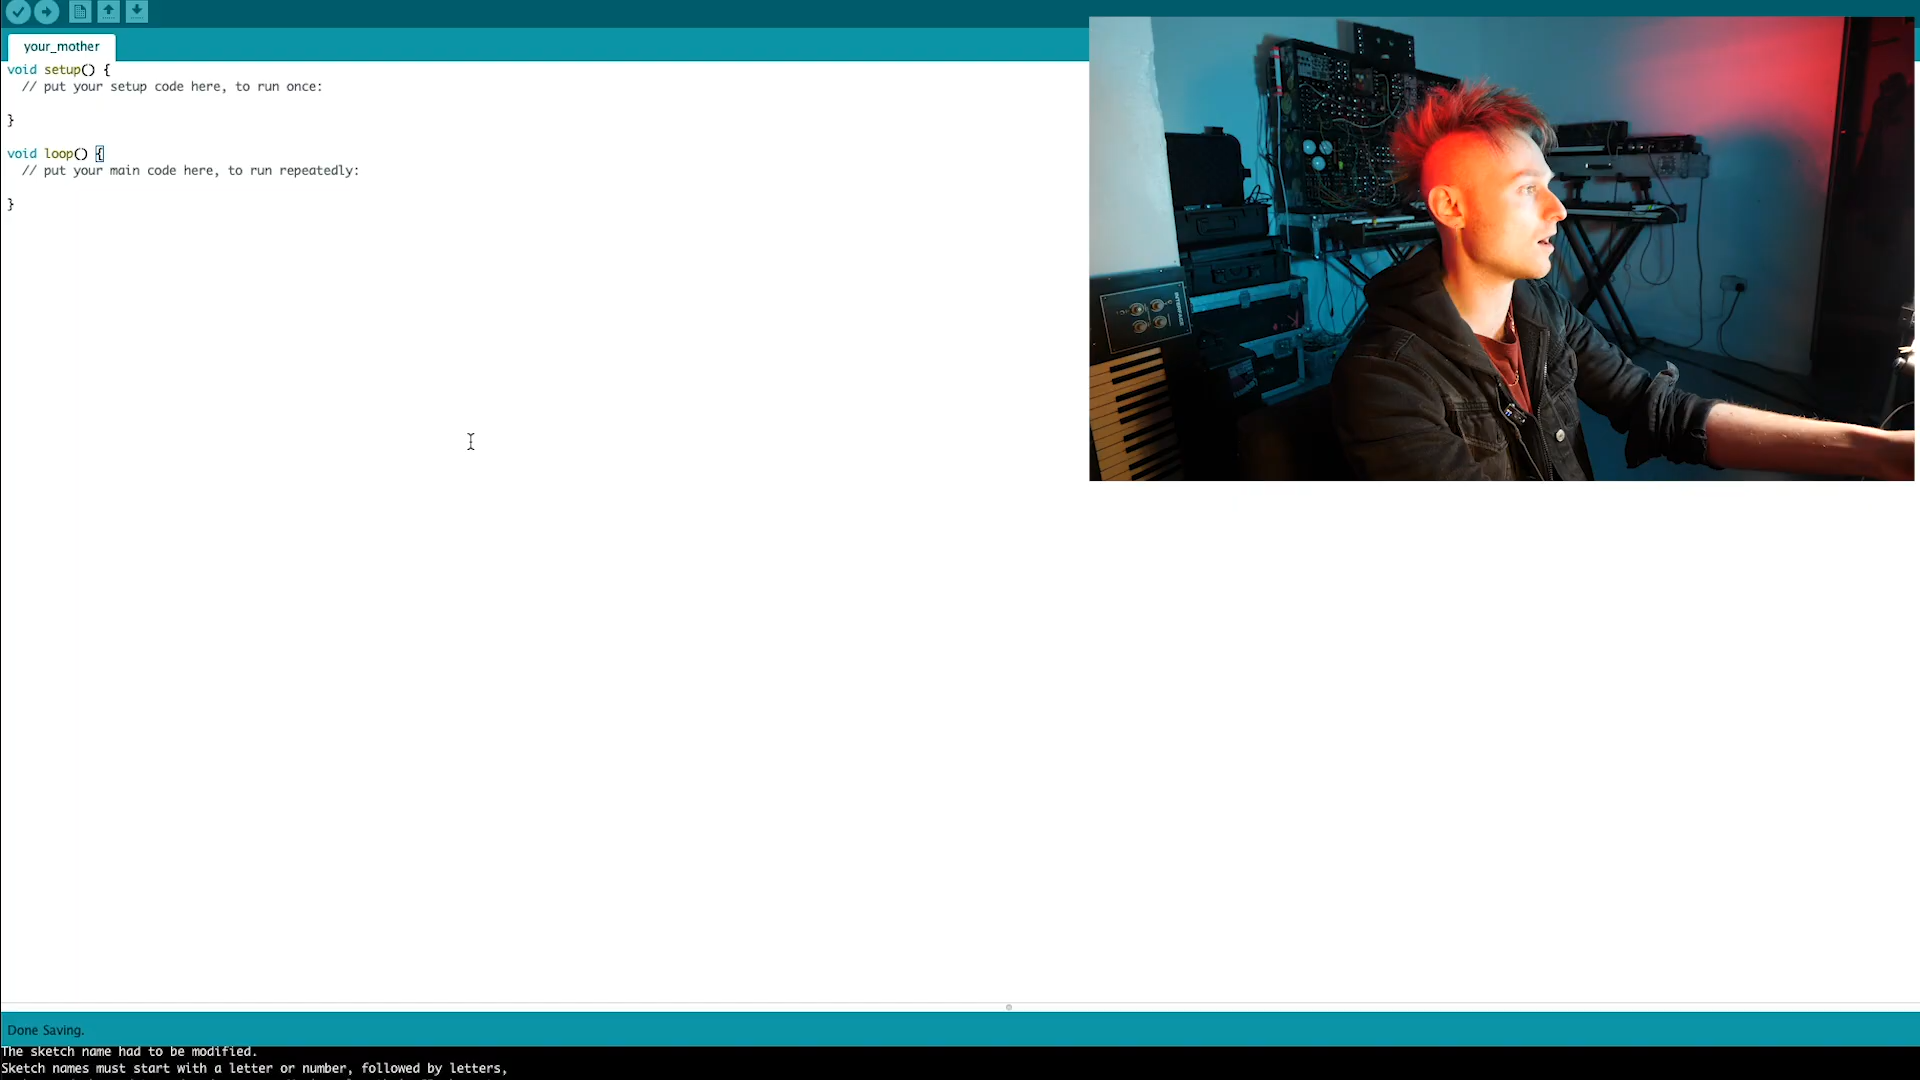 your_mother
void setup() {
// put your setup code here, to run once:
}
void loop() {
// put your main code here, to run repeatedly:
}
INTERFACE
Done Saving.
The sketch name had to be modified.
Sketch names must start with a letter or number, followed by letters,